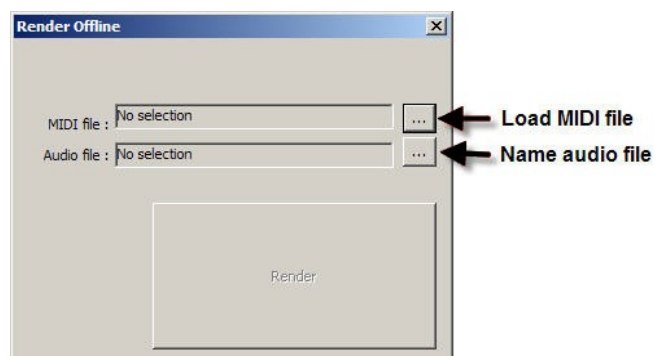 Render Offline
MIDI file : No selection ... Load MIDI file
Audio file : No selection ... Name audio file
Render